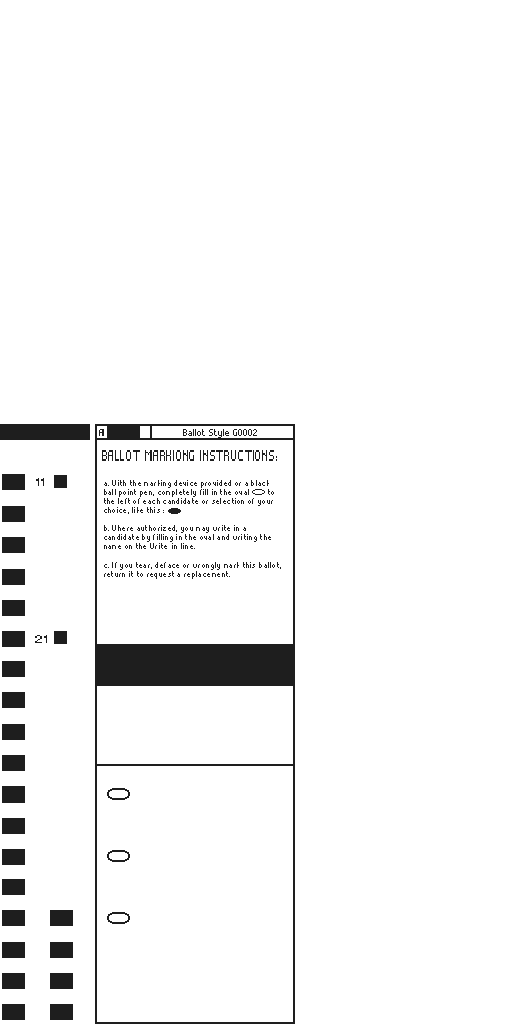 A
Ballot Style G0002
BALLOT MARKIONG INSTRUCTIONS:
11
a. With the marking device provided or a black
ball point pen, completely fill in the oval to
the left of each candidate or selection of your
choice, like this :
b. Where authorized, you may write in a
candidate by filling in the oval and writing the
name on the Write in line.
c. If you tear, deface or wrongly mark this ballot,
return it to request a replacement.
21